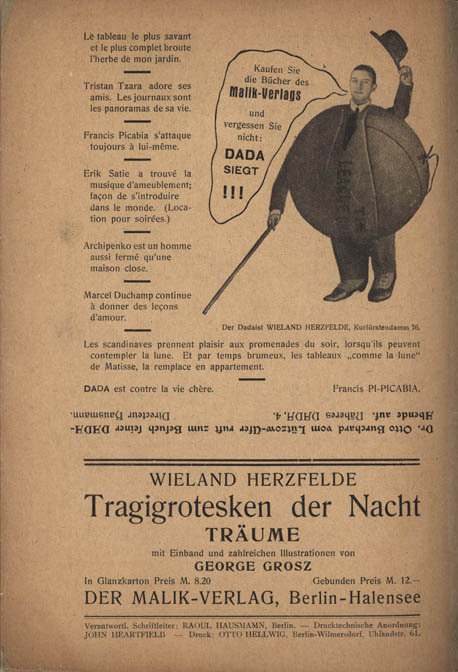 Le tableau le plus savant
et le plus complet broute
l'herbe de mon jardin.
Tristan Tzara adore ses
amis. Les journaux sont
les panoramas de sa vie.
Francis Picabia s'attaque
toujours à lui-même.
Erik Satie a trouvé la
musique d'ameublement;
façon de s'introduire
dans le monde. (Loca-
tion pour soirées.)
Archipenko est un homme
aussi fermé qu'une
maison close.
Marcel Duchamp continue
à donner des leçons
d'amour.
Kaufen Sie
die Bücher des
Malik-Verlags
und
vergessen Sie
nicht:
DADA
SIEGT
!!!
Der Dadaist WIELAND HERZFELDE, Kurfürstendamm 76.
Les scandinaves prennent plaisir aux promenades du soir, lorsqu'ils peuvent
contempler la lune. Et par temps brumeux, les tableaux „comme la lune"
de Matisse, la remplace en appartement.
DADA est contre la vie chère. Francis PI-PICABIA.
Dr. Otto Burchard vom Lützow-Ufer ruft zum Besuch seiner DADA-
Abende auf. Näheres DADA, 4. Directeur Hausmann.
WIELAND HERZFELDE
Tragigrotesken der Nacht
TRÄUME
mit Einband und zahlreichen Illustrationen von
GEORGE GROSZ
In Glanzkarton Preis M. 8.20 Gebunden Preis M. 12.—
DER MALIK-VERLAG, Berlin-Halensee
Verantwortl. Schriftleiter: RAOUL HAUSMANN, Berlin. — Drucktechnische Anordnung:
JOHN HEARTFIELD — Druck: OTTO HELLWIG, Berlin-Wilmersdorf, Uhlandstr. 61.